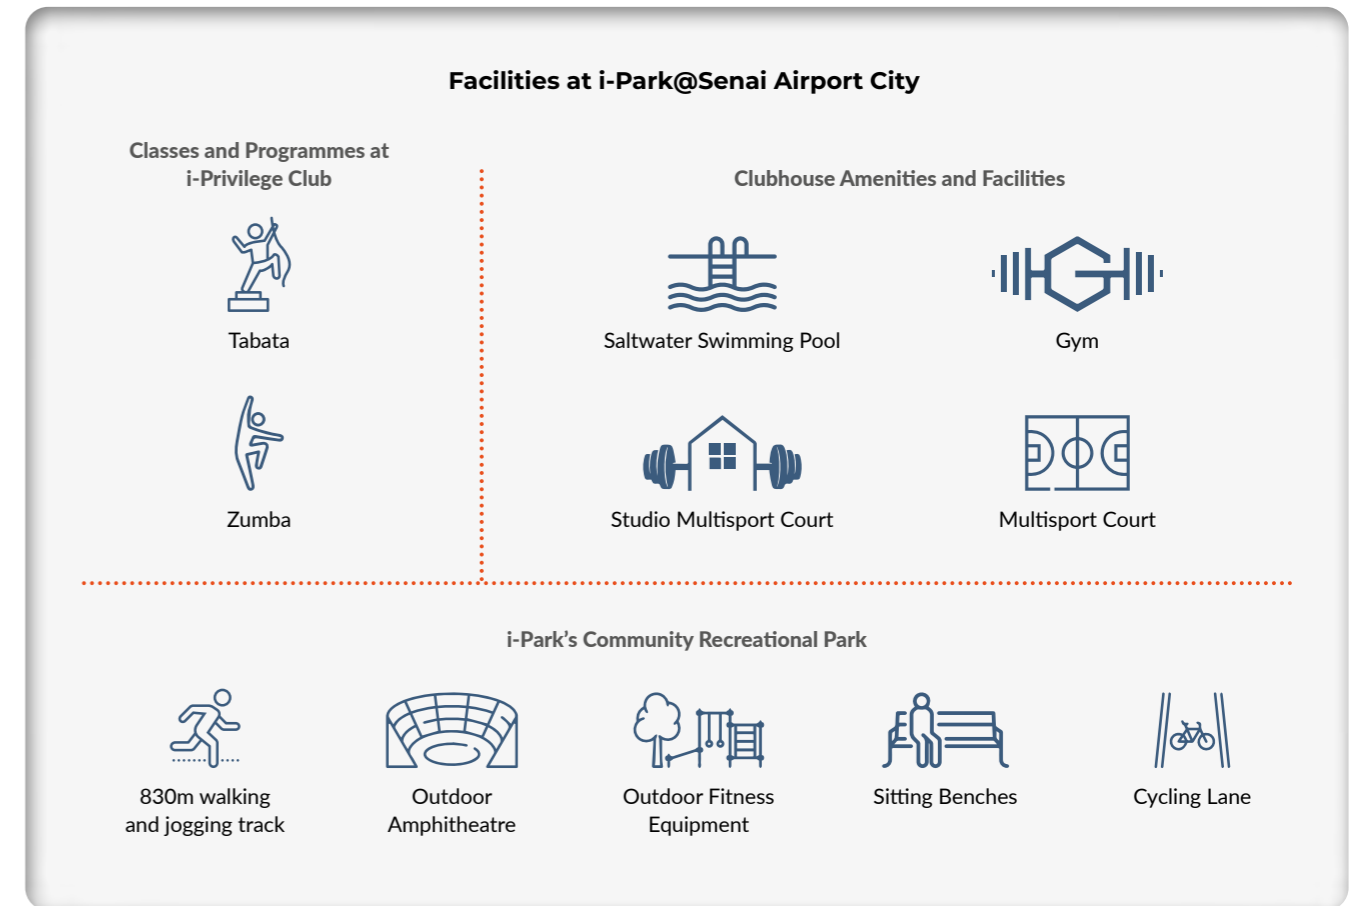 Facilities at i-Park@Senai Airport City
Classes and Programmes at
i-Privilege Club
Tabata
Zumba
Clubhouse Amenities and Facilities
Saltwater Swimming Pool
Gym
Studio Multisport Court
Multisport Court
i-Park’s Community Recreational Park
830m walking
and jogging track
Outdoor
Amphitheatre
Outdoor Fitness
Equipment
Sitting Benches
Cycling Lane